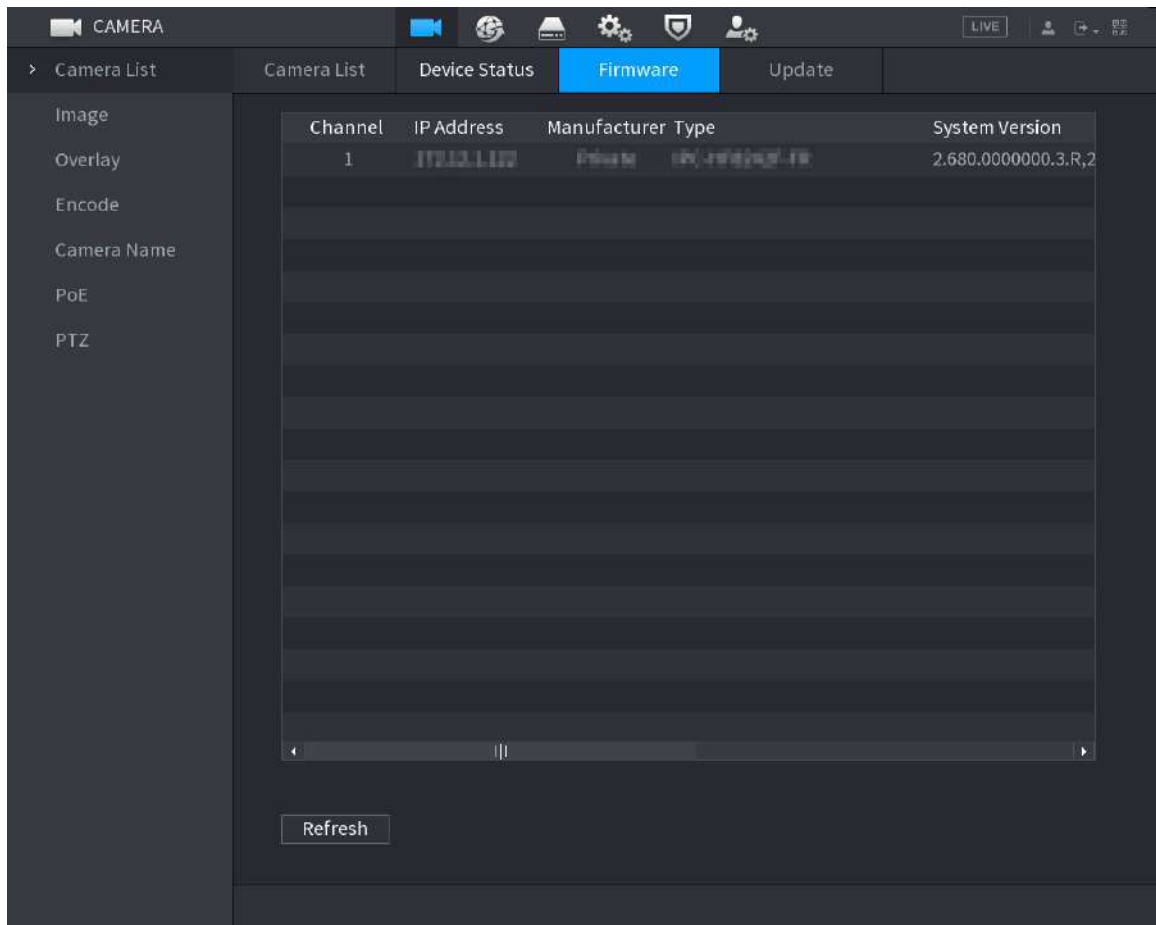 CAMERA
LIVE
Camera List
Camera List Device Status Firmware Update
Image
Overlay
Encode
Camera Name
PoE
PTZ
Channel IP Address Manufacturer Type System Version
1 2.680.0000000.3.R,2
Refresh